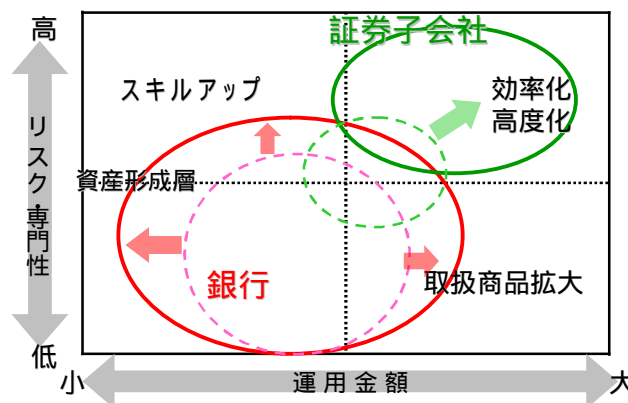 高
証券子会社
スキルアップ
効率化
高度化
リスク・専門性
資産形成層
銀行
取扱商品拡大
低
小
運用金額
大